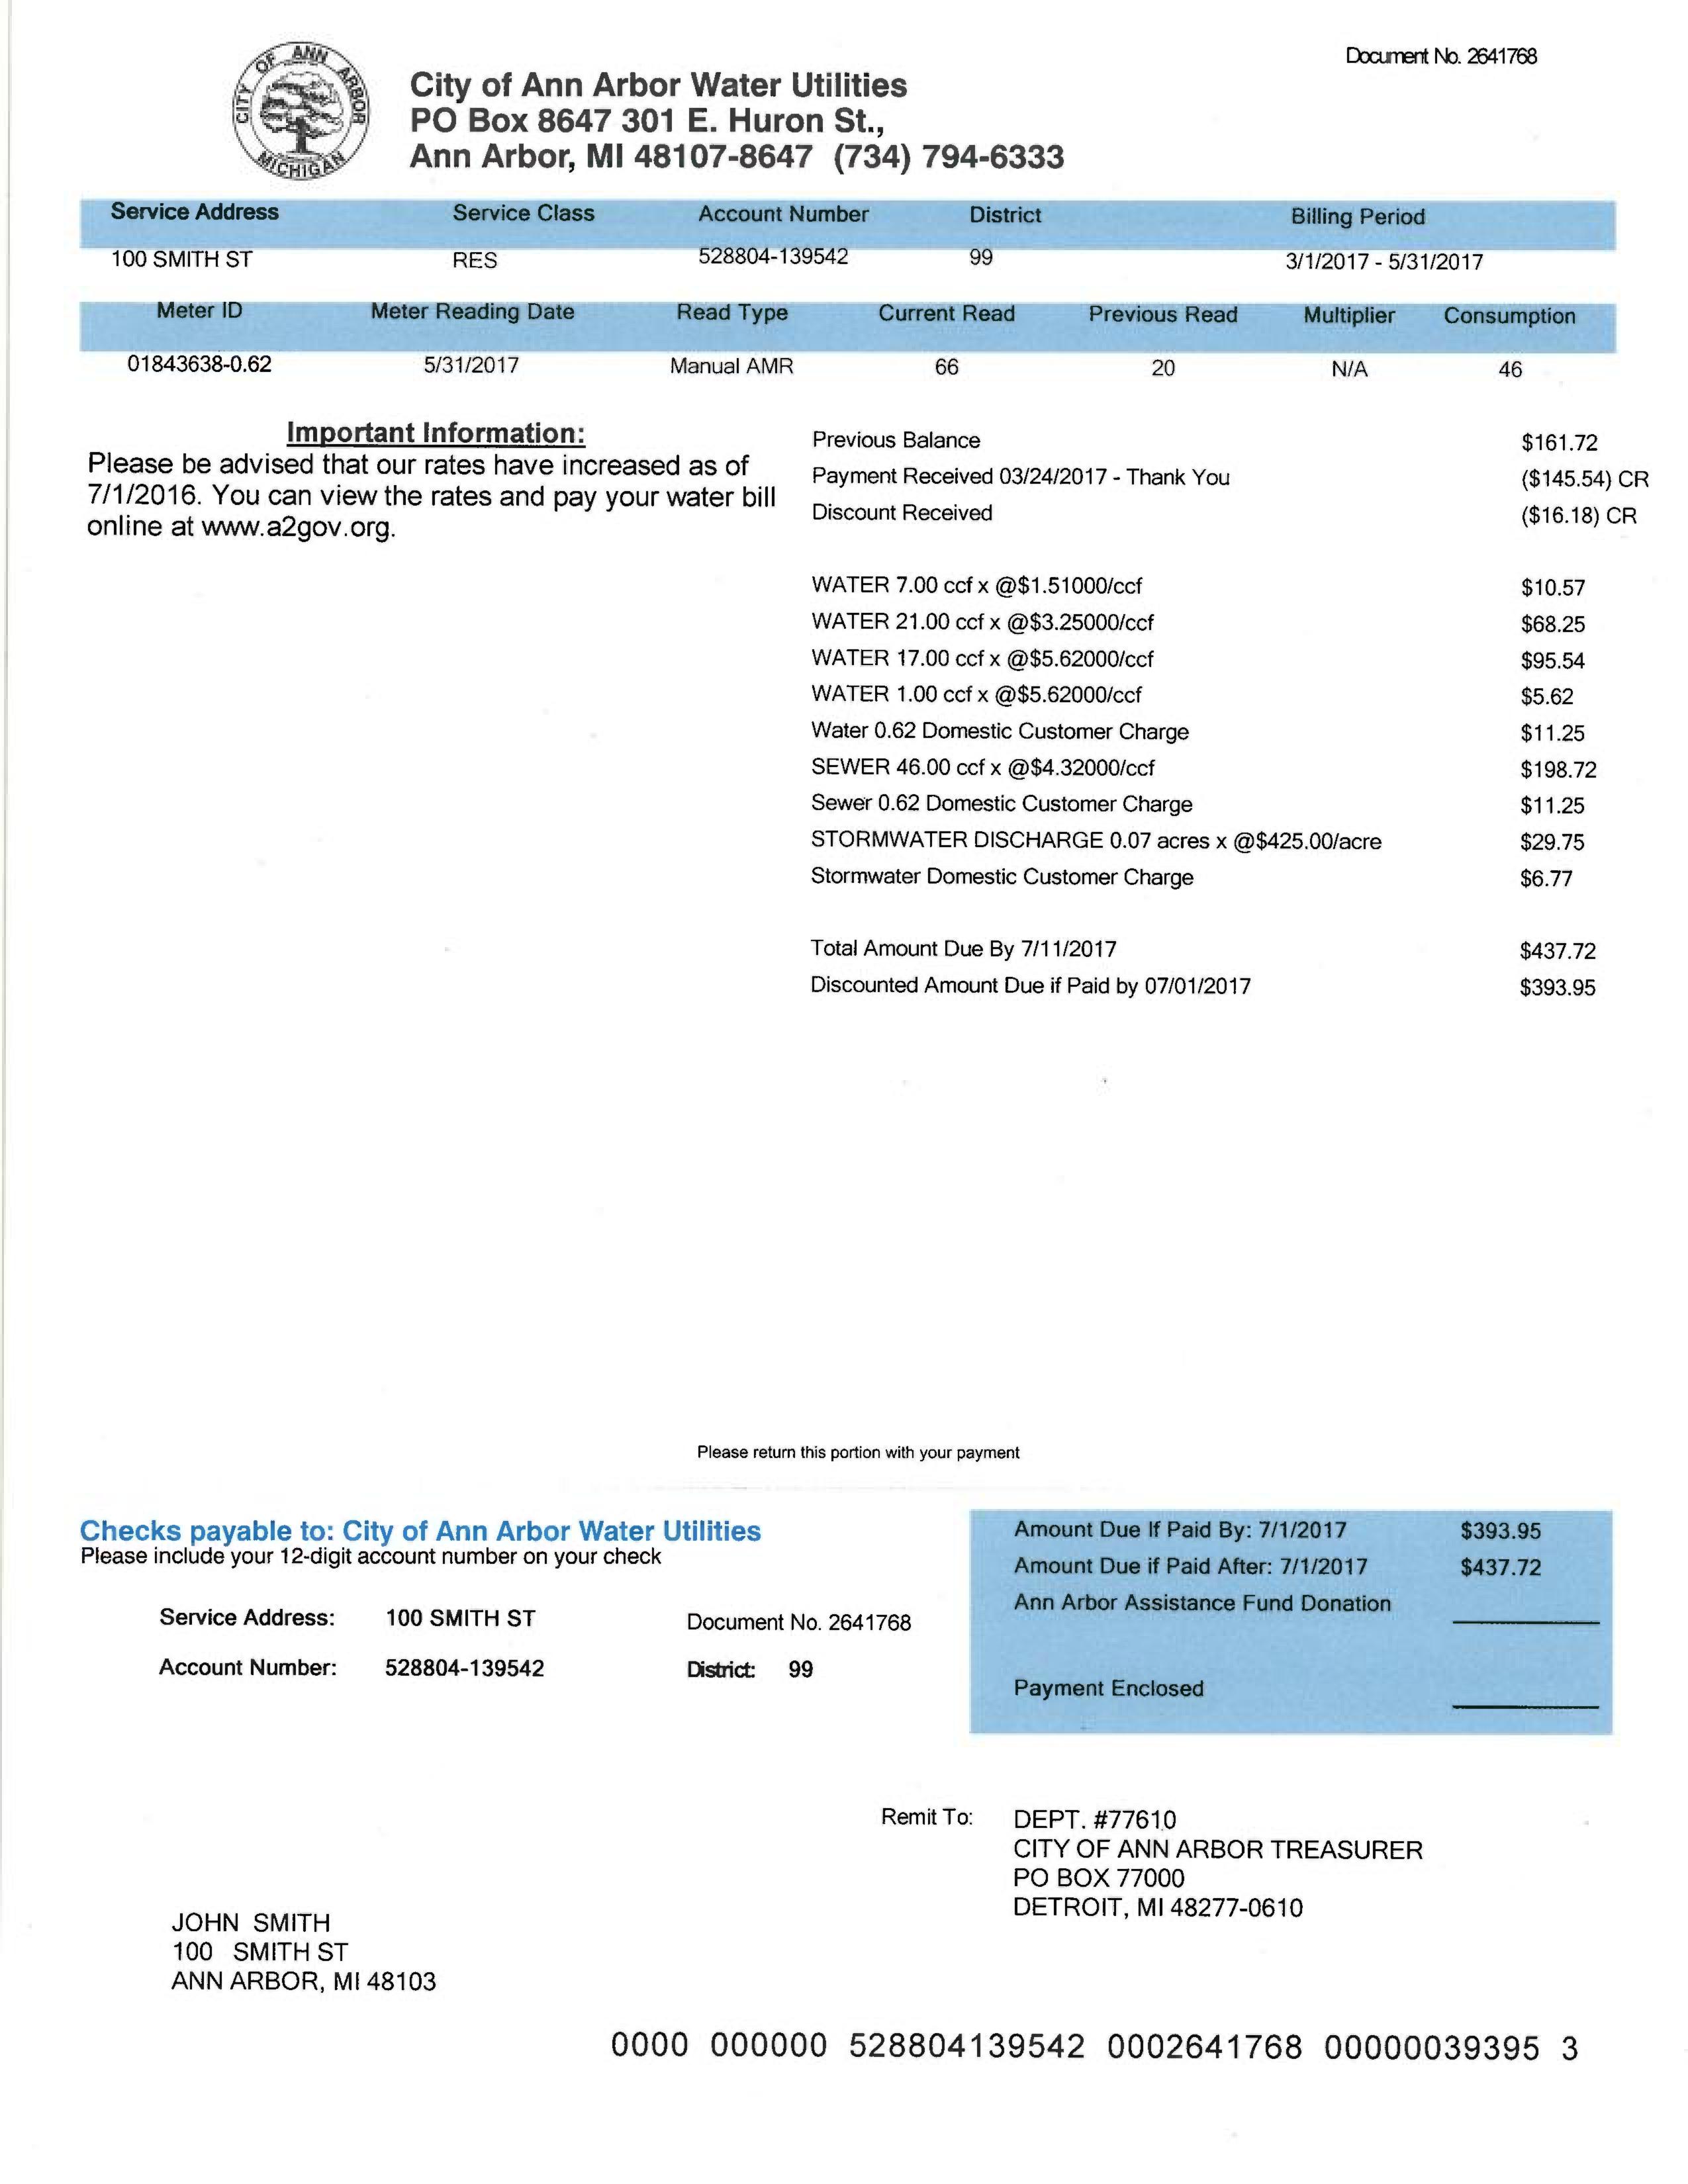 CITY OF ANN ARBOR
MICHIGAN
Document No. 2641768
City of Ann Arbor Water Utilities
PO Box 8647 301 E. Huron St.,
Ann Arbor, MI 48107-8647 (734) 794-6333
Service Address Service Class Account Number District Billing Period
100 SMITH ST RES 528804-139542 99 3/1/2017 - 5/31/2017
Meter ID Meter Reading Date Read Type Current Read Previous Read Multiplier Consumption
01843638-0.62 5/31/2017 Manual AMR 66 20 N/A 46
Important Information:
Please be advised that our rates have increased as of
7/1/2016. You can view the rates and pay your water bill
online at www.a2gov.org.
Previous Balance $161.72
Payment Received 03/24/2017 - Thank You ($145.54) CR
Discount Received ($16.18) CR
WATER 7.00 ccf x @$1.51000/ccf $10.57
WATER 21.00 ccf x @$3.25000/ccf $68.25
WATER 17.00 ccf x @$5.62000/ccf $95.54
WATER 1.00 ccf x @$5.62000/ccf $5.62
Water 0.62 Domestic Customer Charge $11.25
SEWER 46.00 ccf x @$4.32000/ccf $198.72
Sewer 0.62 Domestic Customer Charge $11.25
STORMWATER DISCHARGE 0.07 acres x @$425.00/acre $29.75
Stormwater Domestic Customer Charge $6.77
Total Amount Due By 7/11/2017 $437.72
Discounted Amount Due if Paid by 07/01/2017 $393.95
Please return this portion with your payment
Checks payable to: City of Ann Arbor Water Utilities
Please include your 12-digit account number on your check
Service Address: 100 SMITH ST Document No. 2641768
Account Number: 528804-139542 District: 99
Amount Due If Paid By: 7/1/2017 $393.95
Amount Due if Paid After: 7/1/2017 $437.72
Ann Arbor Assistance Fund Donation
Payment Enclosed
Remit To: DEPT. #77610
CITY OF ANN ARBOR TREASURER
PO BOX 77000
DETROIT, MI 48277-0610
JOHN SMITH
100 SMITH ST
ANN ARBOR, MI 48103
0000 000000 528804139542 0002641768 00000039395 3